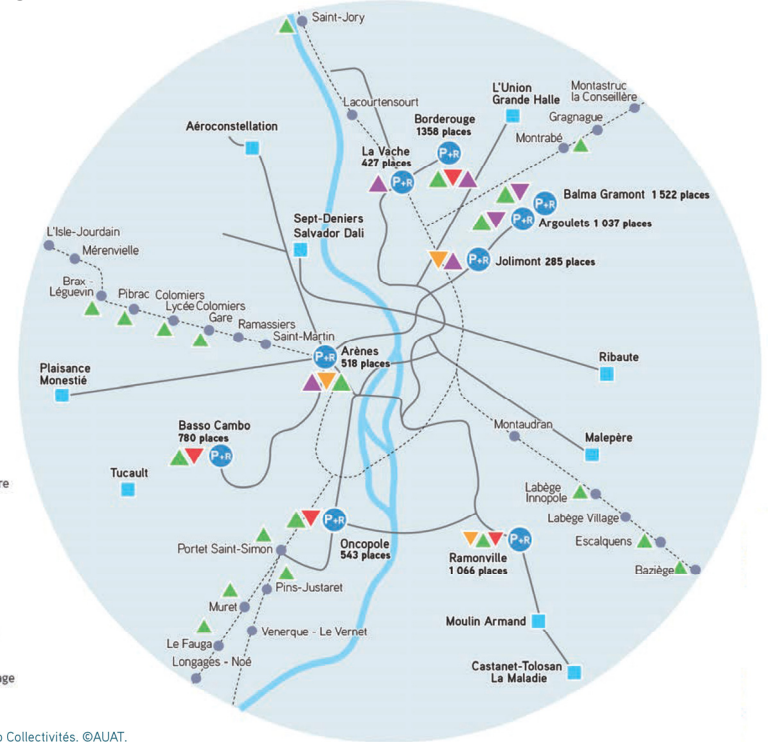 Saint-Jory
Lacourtensourt
L'Union
Grande Halle
Montastruc
la Conseillère
Gragnague
Montrabé
Borderouge
1358 places
P+R
Aéroconstellation
La Vache
427 places
P+R
Balma Gramont 1 522 places
P+R
Argoulets 1 037 places
P+R
Sept-Deniers
Salvador Dali
L'Isle-Jourdain
Mérenvielle
Jolimont 285 places
P+R
Brax -
Léguevin
Pibrac
Colomiers
Lycée Colomiers
Gare
Ramassiers
Saint-Martin
Arènes
518 places
P+R
Ribaute
Plaisance
Monestié
Basso Cambo
780 places
P+R
Montaudran
Malepère
Tucault
re
Labège
Innopole
Labège Village
Escalquens
Baziège
P+R
Oncopole
543 places
P+R
Ramonville
1 066 places
Portet Saint-Simon
Pins-Justaret
Muret
Venerque - Le Vernet
Le Fauga
Longages - Noé
Moulin Armand
Castanet-Tolosan
La Maladie
age
o Collectivités. ©AUAT.